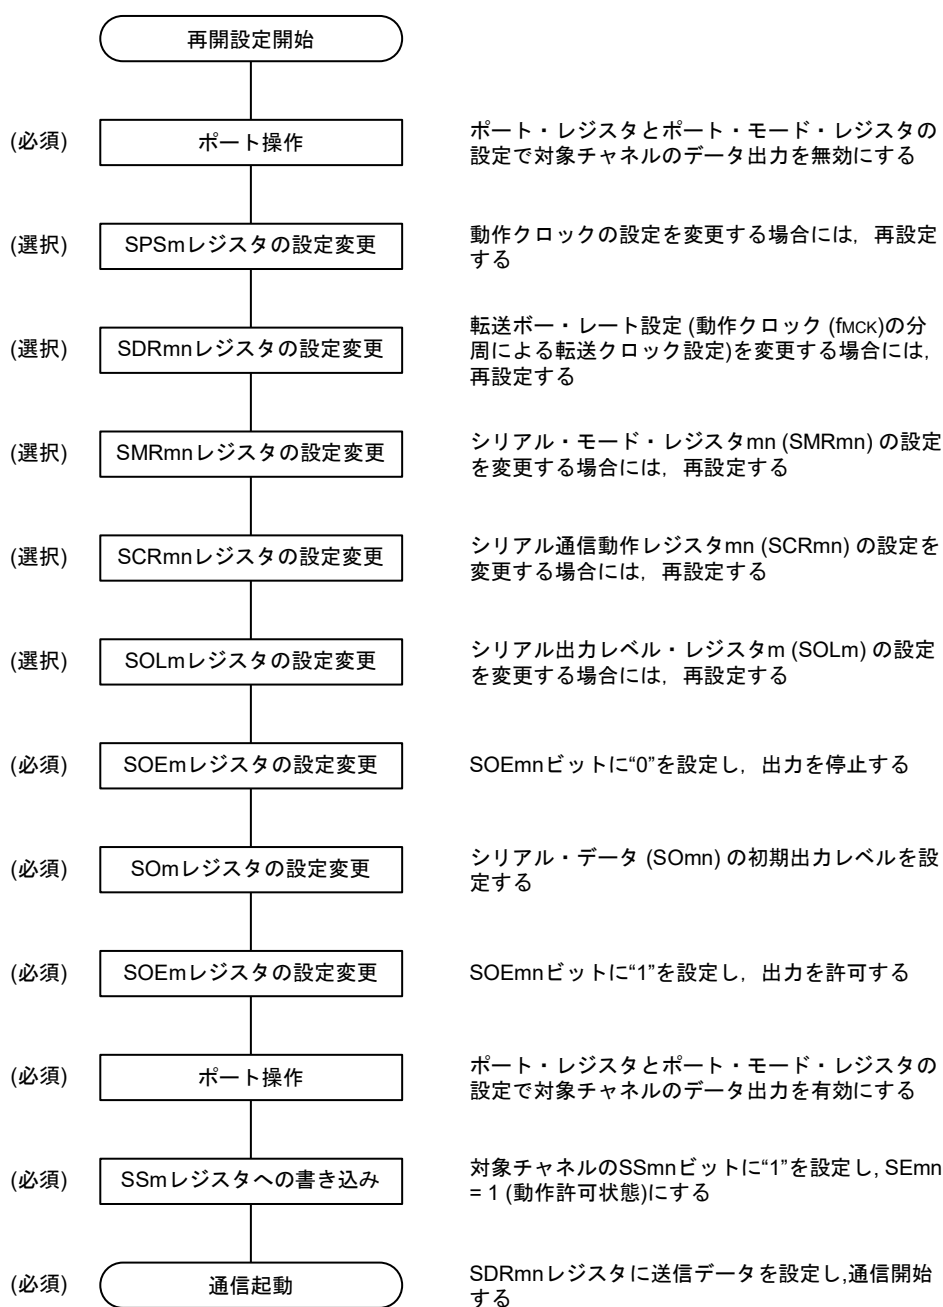 再開設定開始
(必須)
ポート操作
ポート・レジスタとポート・モード・レジスタの
設定で対象チャネルのデータ出力を無効にする
(選択)
SPSmレジスタの設定変更
動作クロックの設定を変更する場合には，再設定
する
(選択)
SDRmnレジスタの設定変更
転送ボー・レート設定 (動作クロック (fMCK)の分
周による転送クロック設定)を変更する場合には，
再設定する
(選択)
SMRmnレジスタの設定変更
シリアル・モード・レジスタmn (SMRmn) の設定
を変更する場合には，再設定する
(選択)
SCRmnレジスタの設定変更
シリアル通信動作レジスタmn (SCRmn) の設定を
変更する場合には，再設定する
(選択)
SOLmレジスタの設定変更
シリアル出力レベル・レジスタm (SOLm) の設定
を変更する場合には，再設定する
(必須)
SOEmレジスタの設定変更
SOEmnビットに“0”を設定し，出力を停止する
(必須)
SOmレジスタの設定変更
シリアル・データ (SOmn) の初期出力レベルを設
定する
(必須)
SOEmレジスタの設定変更
SOEmnビットに“1”を設定し，出力を許可する
(必須)
ポート操作
ポート・レジスタとポート・モード・レジスタの
設定で対象チャネルのデータ出力を有効にする
(必須)
SSmレジスタへの書き込み
対象チャネルのSSmnビットに“1”を設定し, SEmn
= 1 (動作許可状態)にする
(必須)
通信起動
SDRmnレジスタに送信データを設定し,通信開始
する